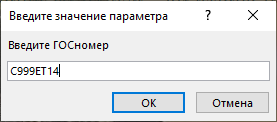 Введите значение параметра
Введите ГОСномер
С999ЕТ14
ОК
Отмена